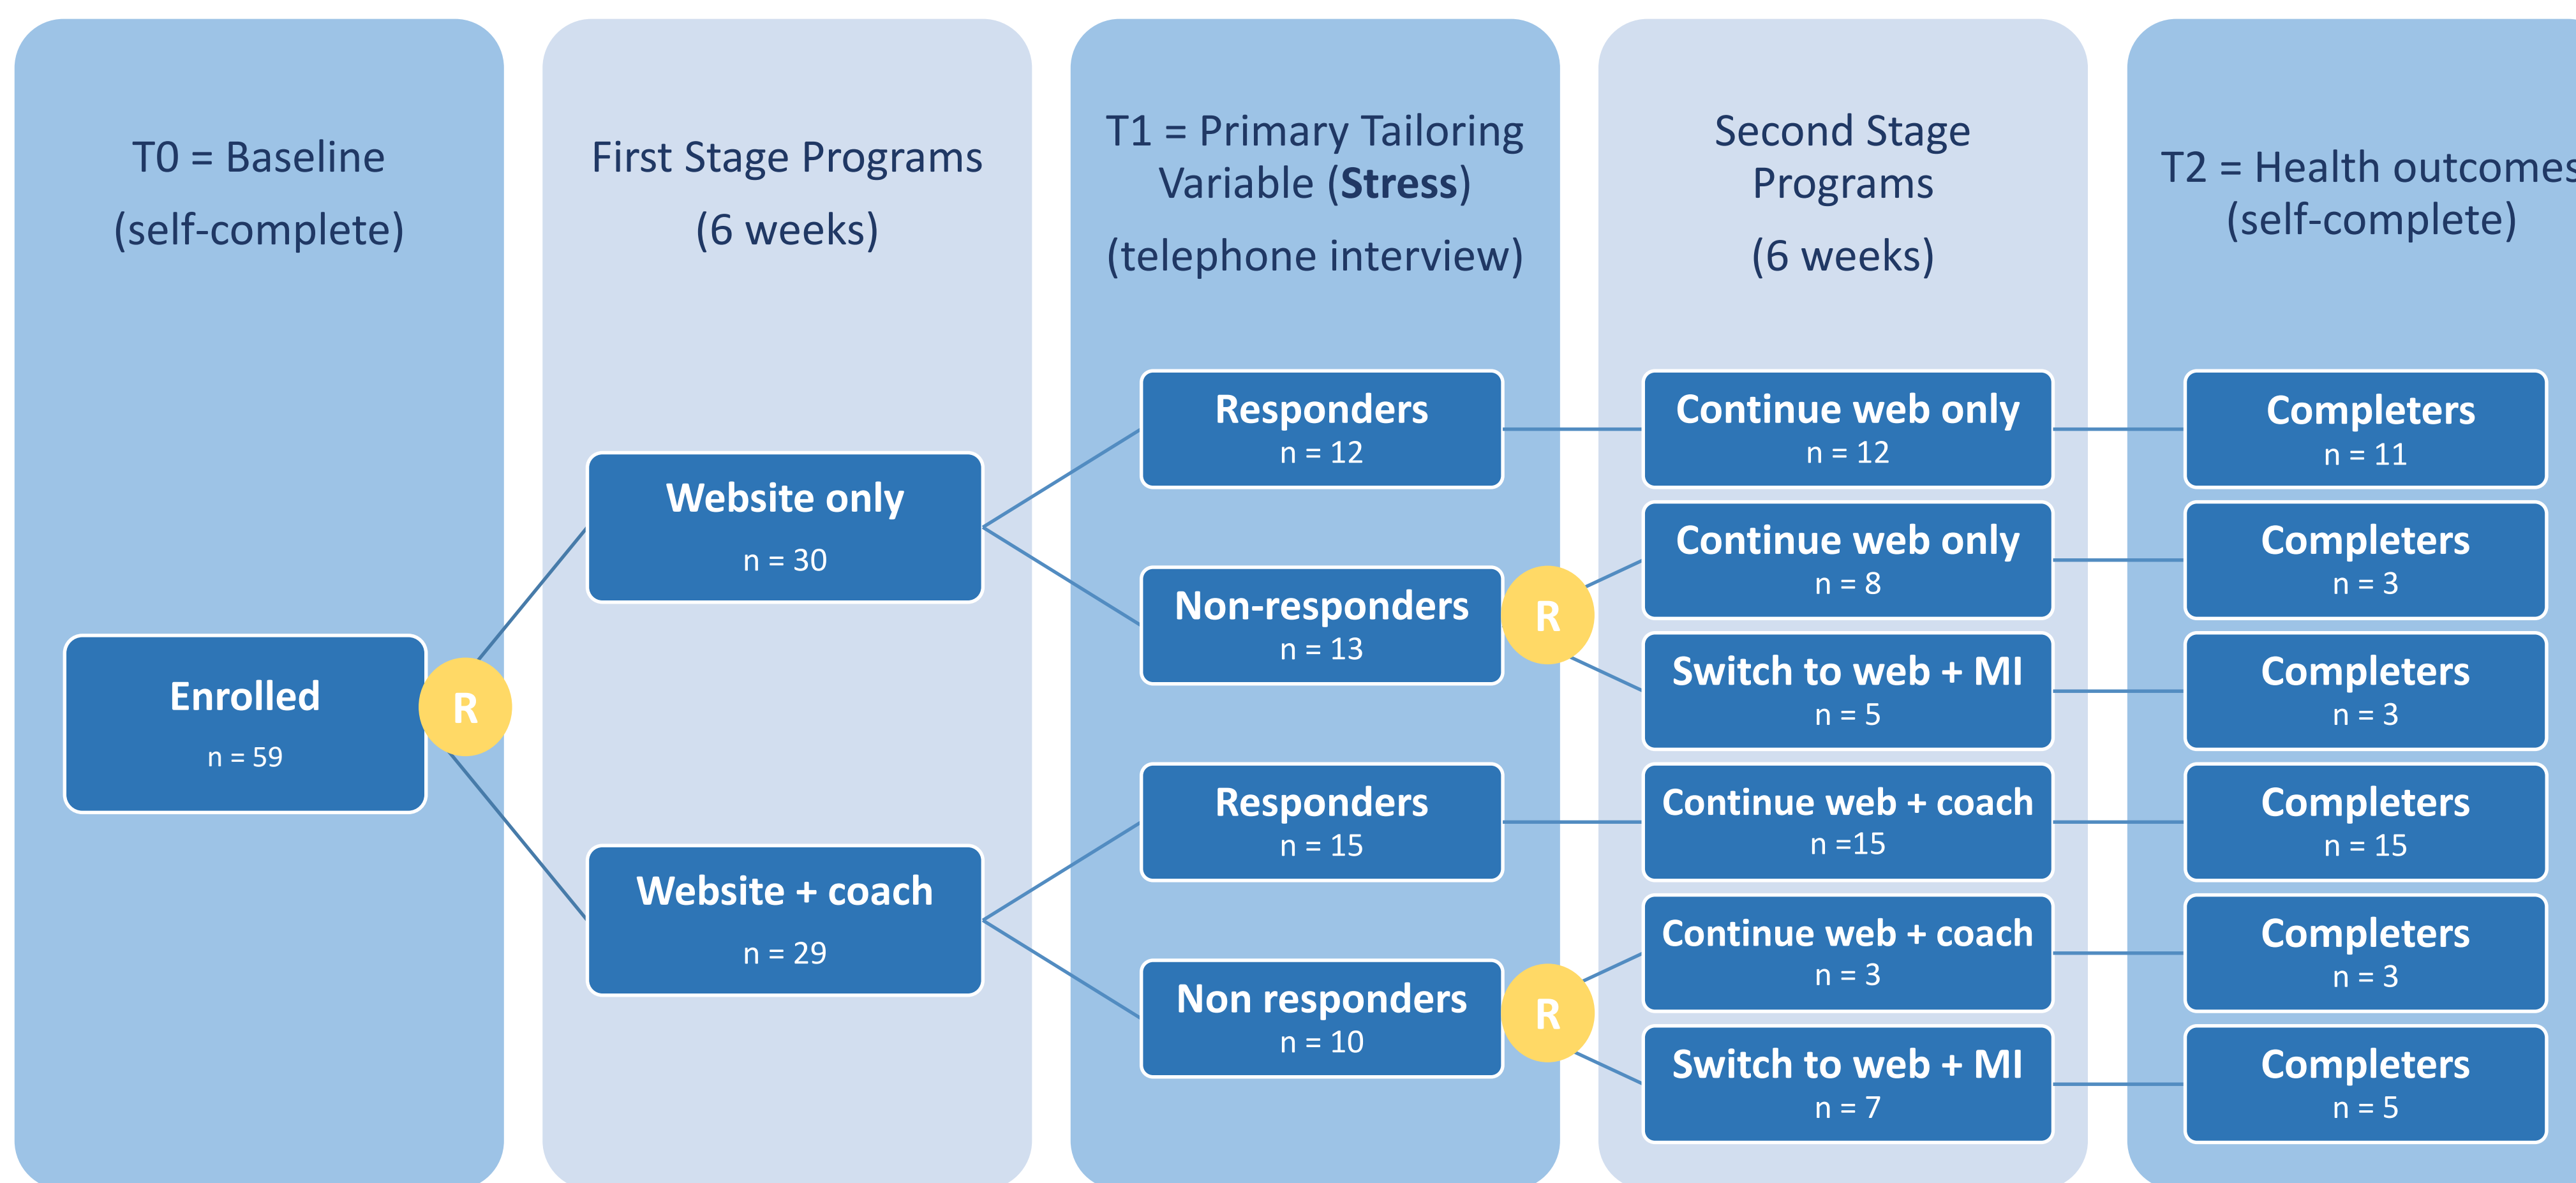 T0 = Baseline
(self-complete)
Enrolled
n = 59
R
First Stage Programs
(6 weeks)
Website only
n = 30
Website + coach
n = 29
T1 = Primary Tailoring
Variable (Stress)
(telephone interview)
Responders
n = 12
Non-responders
n = 13
R
Responders
n = 15
Non responders
n = 10
R
Second Stage
Programs
(6 weeks)
Continue web only
n = 12
Continue web only
n = 8
Switch to web + MI
n = 5
Continue web + coach
n =15
Continue web + coach
n = 3
Switch to web + MI
n = 7
T2 = Health outcomes
(self-complete)
Completers
n = 11
Completers
n = 3
Completers
n = 3
Completers
n = 15
Completers
n = 3
Completers
n = 5